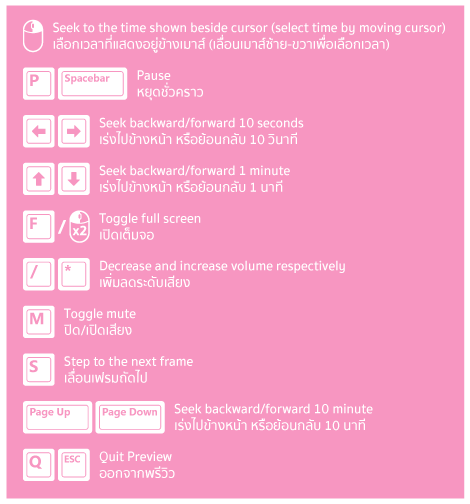 Seek to the time shown beside cursor (select time by moving cursor)
เลือกเวลาที่แสดงอยู่ข้างเมาส์ (เลื่อนเมาส์ซ้าย-ขวาเพื่อเลือกเวลา)
P Spacebar Pause
หยุดชั่วคราว
Seek backward/forward 10 seconds
เร่งไปข้างหน้า หรือย้อนกลับ 10 วินาที
Seek backward/forward 1 minute
เร่งไปข้างหน้า หรือย้อนกลับ 1 นาที
F / x2 Toggle full screen
เปิดเต็มจอ
/ * Decrease and increase volume respectively
เพิ่มลดระดับเสียง
M Toggle mute
ปิด/เปิดเสียง
S Step to the next frame
เลื่อนเฟรมถัดไป
Page Up Page Down Seek backward/forward 10 minute
เร่งไปข้างหน้า หรือย้อนกลับ 10 นาที
Q ESC Quit Preview
ออกจากพรีวิว